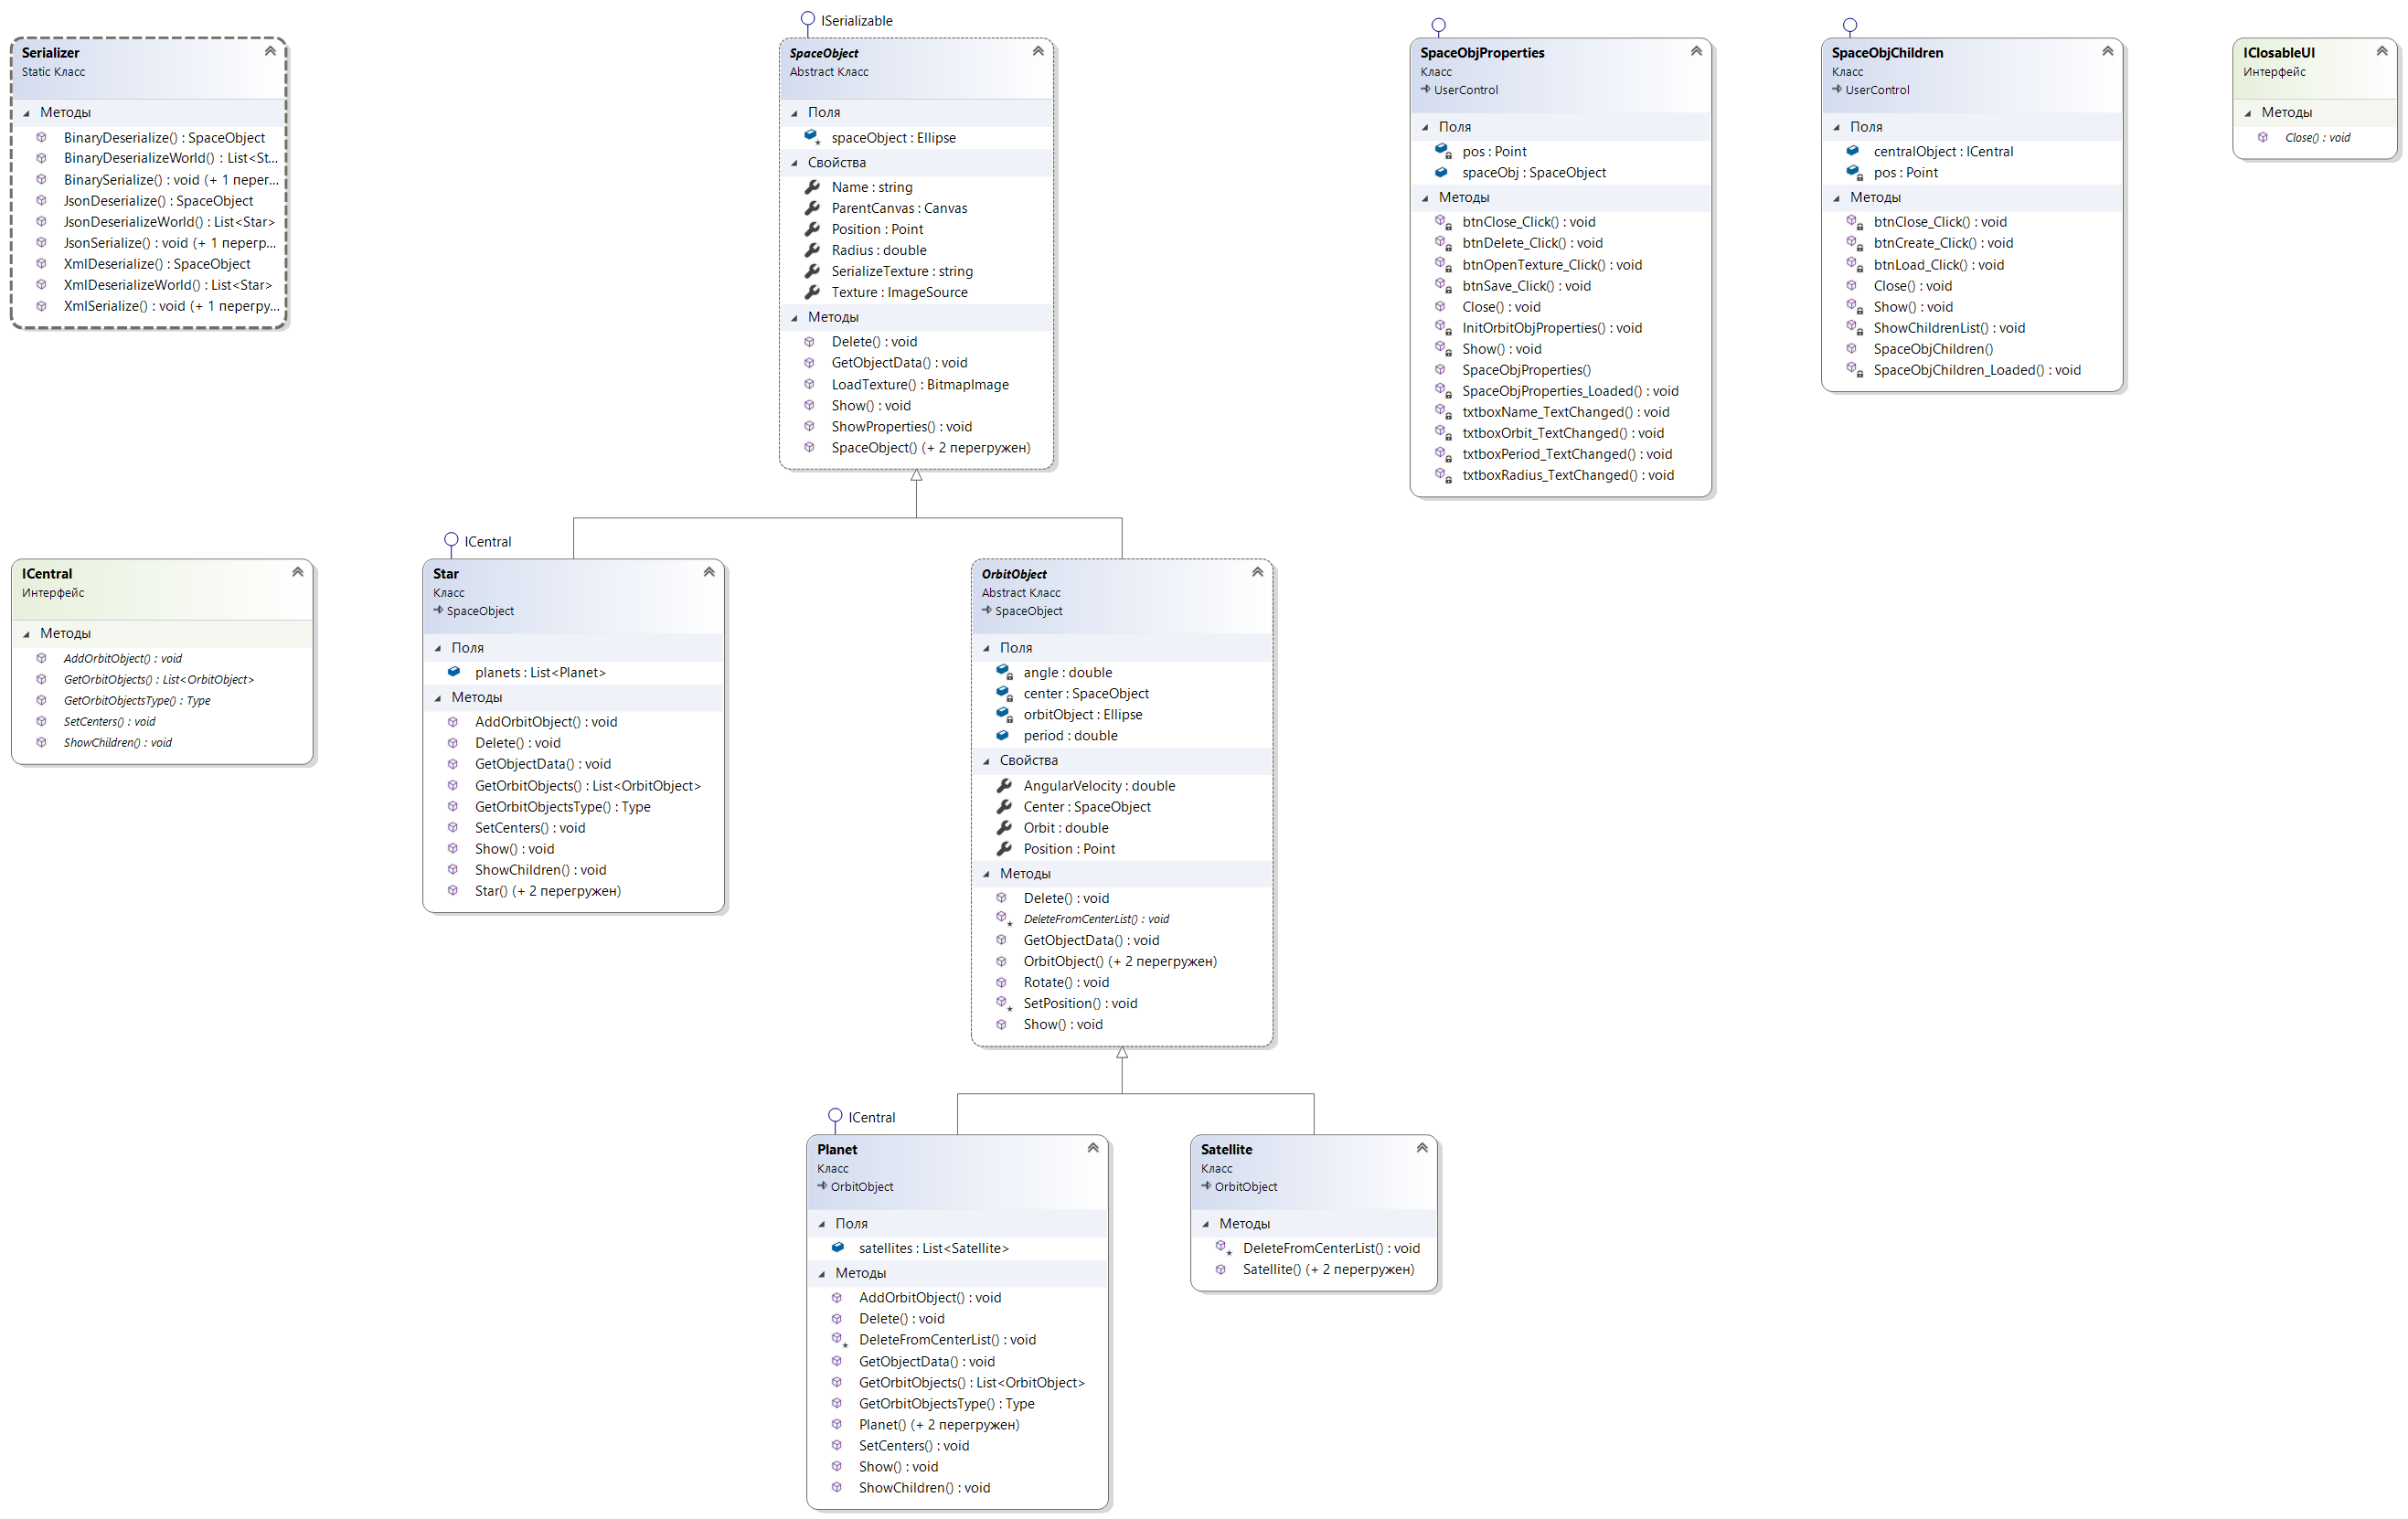 Serializer
Static Класс
Методы
BinaryDeserialize() : SpaceObject
BinaryDeserializeWorld() : List<St...
BinarySerialize() : void (+ 1 перег...
JsonDeserialize() : SpaceObject
JsonDeserializeWorld() : List<Star>
JsonSerialize() : void (+ 1 перегр...
XmlDeserialize() : SpaceObject
XmlDeserializeWorld() : List<Star>
XmlSerialize() : void (+ 1 перегру...
ISerializable
SpaceObject
Abstract Класс
Поля
spaceObject : Ellipse
Свойства
Name : string
ParentCanvas : Canvas
Position : Point
Radius : double
SerializeTexture : string
Texture : ImageSource
Методы
Delete() : void
GetObjectData() : void
LoadTexture() : BitmapImage
Show() : void
ShowProperties() : void
SpaceObject() (+ 2 перегружен)
SpaceObjProperties
Класс
UserControl
Поля
pos : Point
spaceObj : SpaceObject
Методы
btnClose_Click() : void
btnDelete_Click() : void
btnOpenTexture_Click() : void
btnSave_Click() : void
Close() : void
InitOrbitObjProperties() : void
Show() : void
SpaceObjProperties()
SpaceObjProperties_Loaded() : void
txtboxName_TextChanged() : void
txtboxOrbit_TextChanged() : void
txtboxPeriod_TextChanged() : void
txtboxRadius_TextChanged() : void
SpaceObjChildren
Класс
UserControl
Поля
centralObject : ICentral
pos : Point
Методы
btnClose_Click() : void
btnCreate_Click() : void
btnLoad_Click() : void
Close() : void
Show() : void
ShowChildrenList() : void
SpaceObjChildren()
SpaceObjChildren_Loaded() : void
IClosableUI
Интерфейс
Методы
Close() : void
ICentral
Интерфейс
Методы
AddOrbitObject() : void
GetOrbitObjects() : List<OrbitObject>
GetOrbitObjectsType() : Type
SetCenters() : void
ShowChildren() : void
ICentral
Star
Класс
SpaceObject
Поля
planets : List<Planet>
Методы
AddOrbitObject() : void
Delete() : void
GetObjectData() : void
GetOrbitObjects() : List<OrbitObject>
GetOrbitObjectsType() : Type
SetCenters() : void
Show() : void
ShowChildren() : void
Star() (+ 2 перегружен)
OrbitObject
Abstract Класс
SpaceObject
Поля
angle : double
center : SpaceObject
orbitObject : Ellipse
period : double
Свойства
AngularVelocity : double
Center : SpaceObject
Orbit : double
Position : Point
Методы
Delete() : void
DeleteFromCenterList() : void
GetObjectData() : void
OrbitObject() (+ 2 перегружен)
Rotate() : void
SetPosition() : void
Show() : void
ICentral
Planet
Класс
OrbitObject
Поля
satellites : List<Satellite>
Методы
AddOrbitObject() : void
Delete() : void
DeleteFromCenterList() : void
GetObjectData() : void
GetOrbitObjects() : List<OrbitObject>
GetOrbitObjectsType() : Type
Planet() (+ 2 перегружен)
SetCenters() : void
Show() : void
ShowChildren() : void
Satellite
Класс
OrbitObject
Методы
DeleteFromCenterList() : void
Satellite() (+ 2 перегружен)